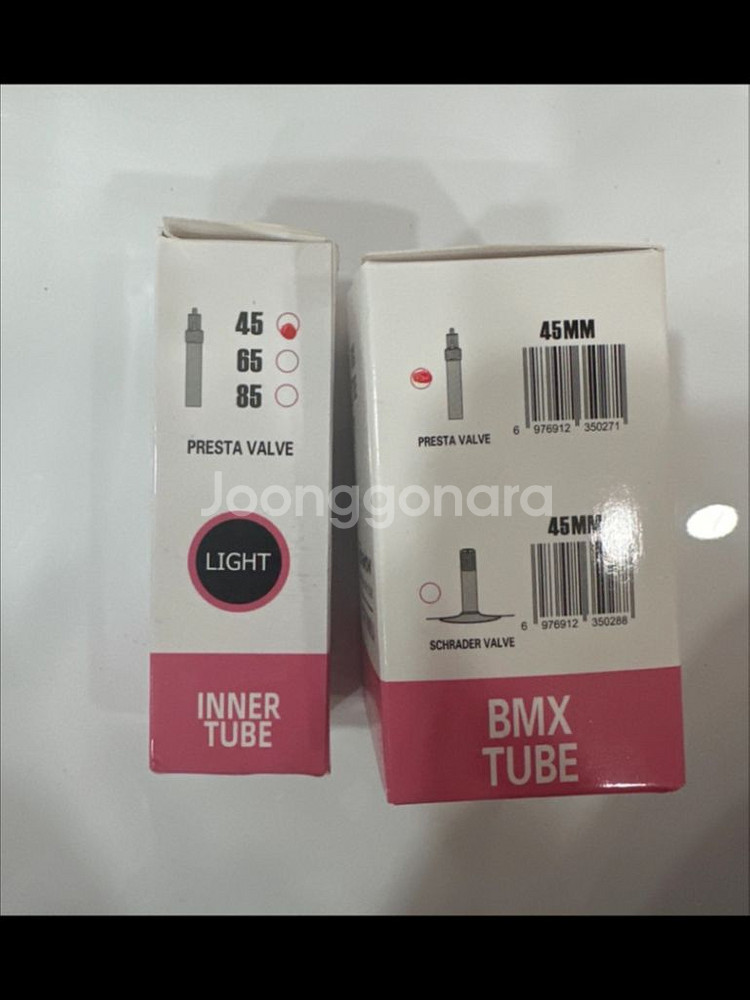 45
65
85
PRESTA VALVE
LIGHT
INNER
TUBE
45MM
6 976912 350271
PRESTA VALVE
45MM
6 976912 350288
SCHRADER VALVE
BMX
TUBE
Joonggonara